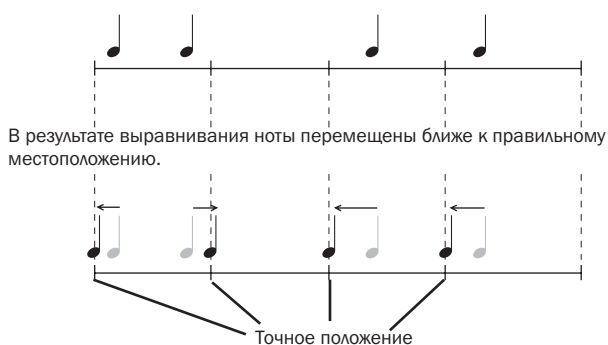 В результате выравнивания ноты перемещены ближе к правильному
местоположению.
Точное положение